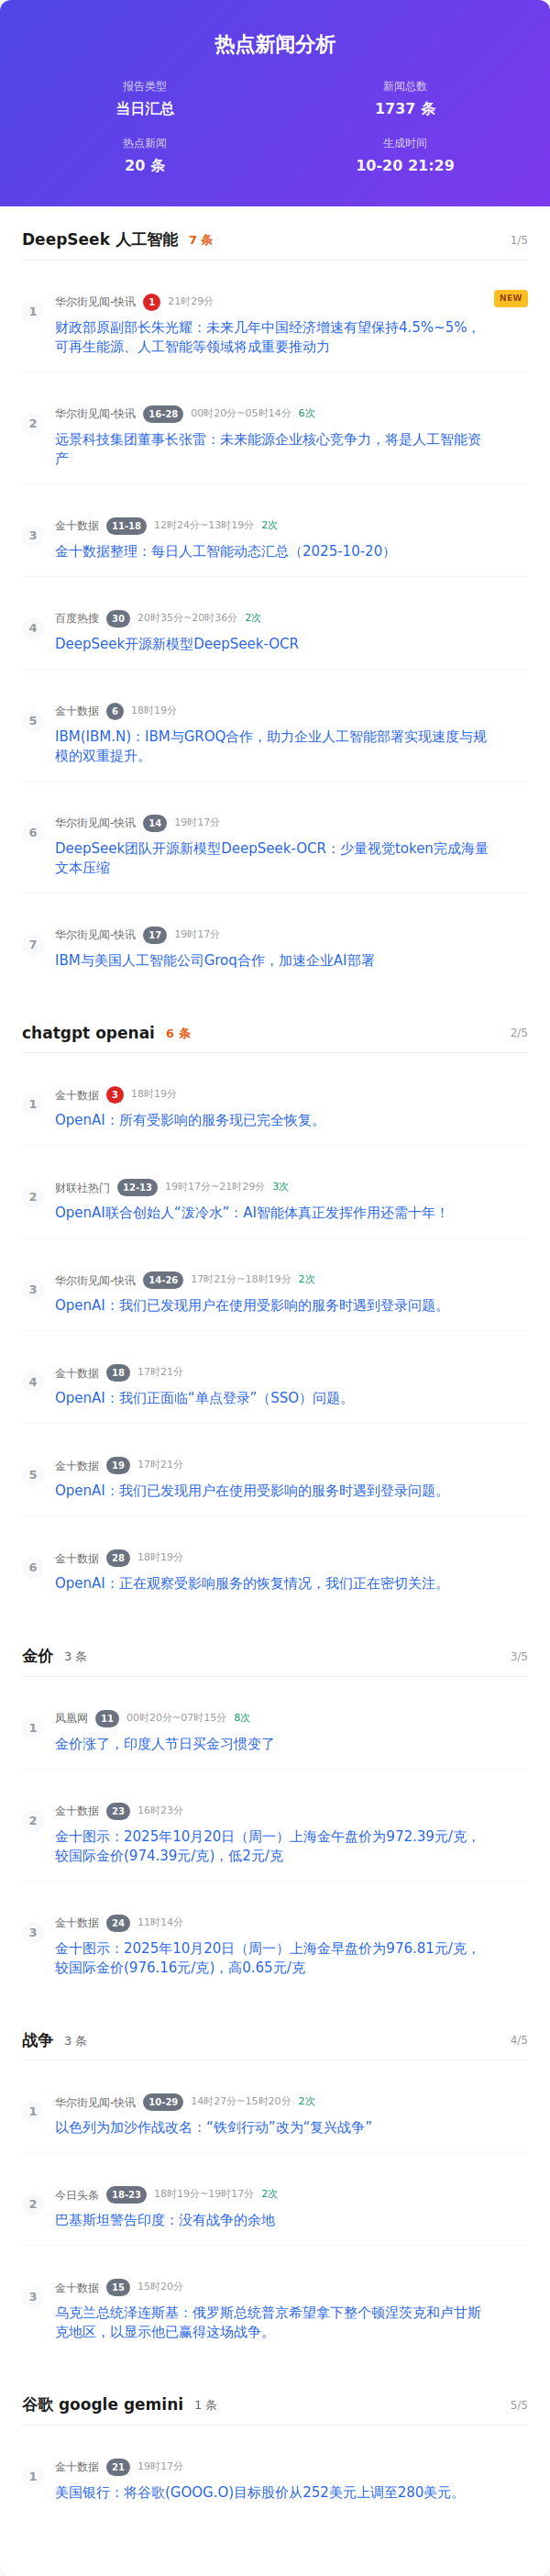 热点新闻分析
报告类型
当日汇总
新闻总数
1737 条
热点新闻
20 条
生成时间
10-20 21:29
DeepSeek 人工智能 7 条 1/5
1 华尔街见闻-快讯 1 21时29分 NEW
财政部原副部长朱光耀：未来几年中国经济增速有望保持4.5%~5%，
可再生能源、人工智能等领域将成重要推动力
2 华尔街见闻-快讯 16-28 00时20分~05时14分 6次
远景科技集团董事长张雷：未来能源企业核心竞争力，将是人工智能资
产
3 金十数据 11-18 12时24分~13时19分 2次
金十数据整理：每日人工智能动态汇总（2025-10-20）
4 百度热搜 30 20时35分~20时36分 2次
DeepSeek开源新模型DeepSeek-OCR
5 金十数据 6 18时19分
IBM(IBM.N)：IBM与GROQ合作，助力企业人工智能部署实现速度与规
模的双重提升。
6 华尔街见闻-快讯 14 19时17分
DeepSeek团队开源新模型DeepSeek-OCR：少量视觉token完成海量
文本压缩
7 华尔街见闻-快讯 17 19时17分
IBM与美国人工智能公司Groq合作，加速企业AI部署
chatgpt openai 6 条 2/5
1 金十数据 3 18时19分
OpenAI：所有受影响的服务现已完全恢复。
2 财联社热门 12-13 19时17分~21时29分 3次
OpenAI联合创始人“泼冷水”：AI智能体真正发挥作用还需十年！
3 华尔街见闻-快讯 14-26 17时21分~18时19分 2次
OpenAI：我们已发现用户在使用受影响的服务时遇到登录问题。
4 金十数据 18 17时21分
OpenAI：我们正面临“单点登录”（SSO）问题。
5 金十数据 19 17时21分
OpenAI：我们已发现用户在使用受影响的服务时遇到登录问题。
6 金十数据 28 18时19分
OpenAI：正在观察受影响服务的恢复情况，我们正在密切关注。
金价 3 条 3/5
1 凤凰网 11 00时20分~07时15分 8次
金价涨了，印度人节日买金习惯变了
2 金十数据 23 16时23分
金十图示：2025年10月20日（周一）上海金午盘价为972.39元/克，
较国际金价(974.39元/克)，低2元/克
3 金十数据 24 11时14分
金十图示：2025年10月20日（周一）上海金早盘价为976.81元/克，
较国际金价(976.16元/克)，高0.65元/克
战争 3 条 4/5
1 华尔街见闻-快讯 10-29 14时27分~15时20分 2次
以色列为加沙作战改名：“铁剑行动”改为“复兴战争”
2 今日头条 18-23 18时19分~19时17分 2次
巴基斯坦警告印度：没有战争的余地
3 金十数据 15 15时20分
乌克兰总统泽连斯基：俄罗斯总统普京希望拿下整个顿涅茨克和卢甘斯
克地区，以显示他已赢得这场战争。
谷歌 google gemini 1 条 5/5
1 金十数据 21 19时17分
美国银行：将谷歌(GOOG.O)目标股价从252美元上调至280美元。